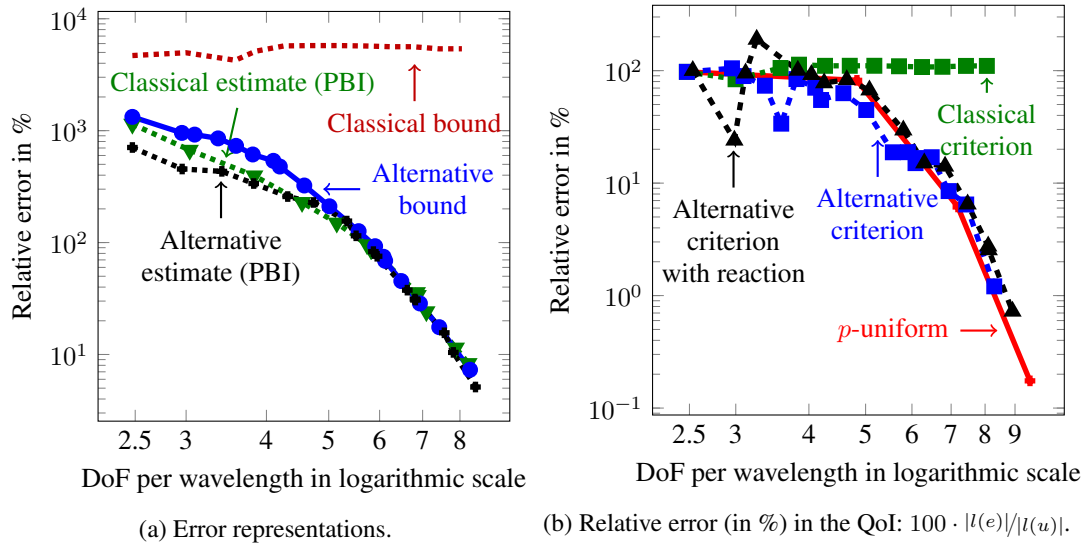 10^4
10^3
10^2
10^1
Relative error in %
Classical estimate (PBI)
Classical bound
Alternative
bound
Alternative
estimate (PBI)
2.5 3 4 5 6 7 8
DoF per wavelength in logarithmic scale
(a) Error representations.
10^2
10^1
10^0
10^−1
Relative error in %
Classical
criterion
Alternative
criterion
Alternative
criterion
with reaction
p-uniform
2.5 3 4 5 6 7 8 9
DoF per wavelength in logarithmic scale
(b) Relative error (in %) in the QoI: 100 · |l(e)|/|l(u)|.